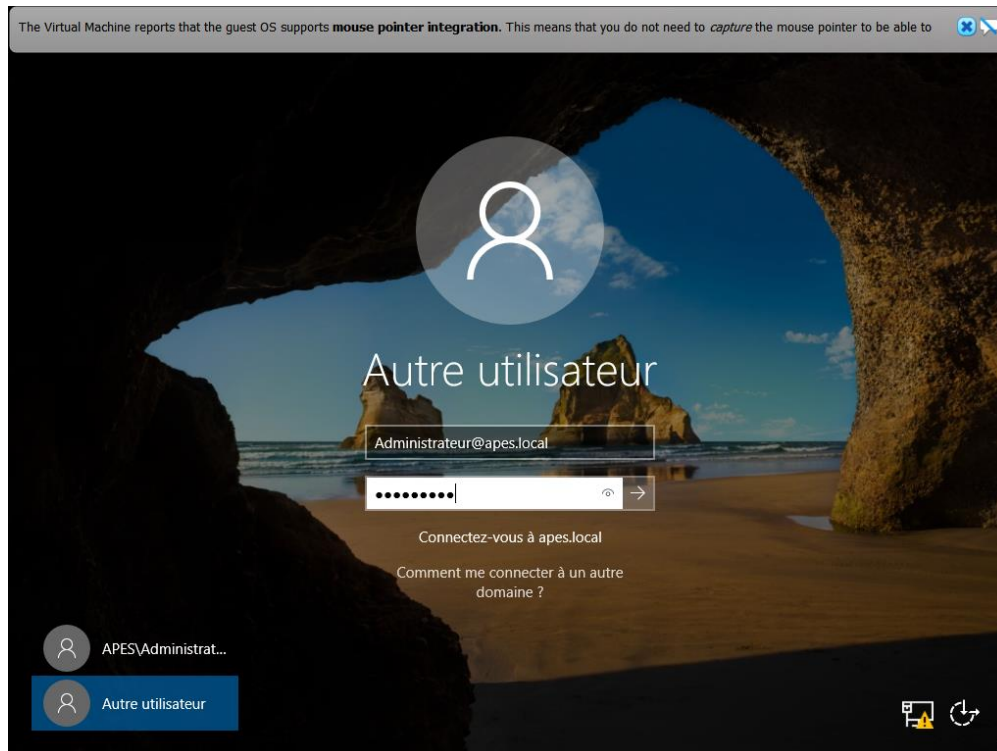 The Virtual Machine reports that the guest OS supports mouse pointer integration. This means that you do not need to capture the mouse pointer to be able to
Autre utilisateur
Administrateur@apes.local
Connectez-vous à apes.local
Comment me connecter à un autre
domaine ?
APES\Administrat...
Autre utilisateur